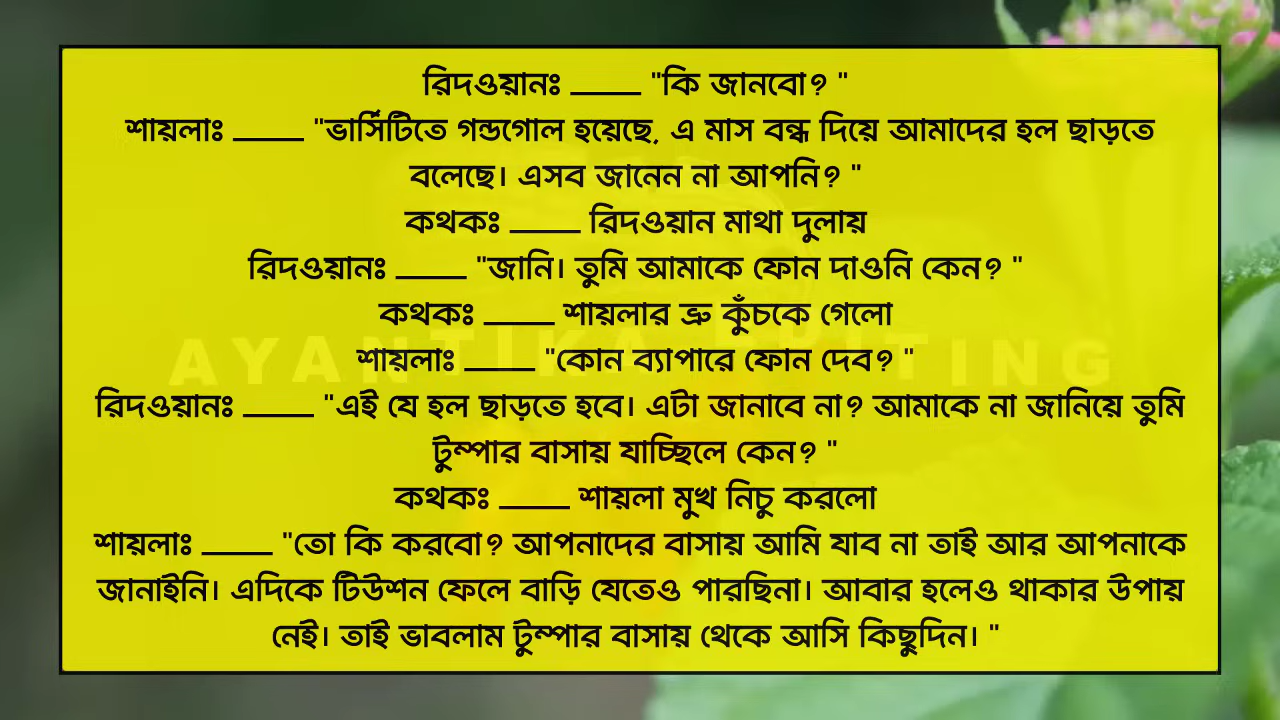 রিদওয়ানঃ _____ "কি জানবো? "
শায়লাঃ _____ "ভার্সিটিতে গন্ডগোল হয়েছে, এ মাস বন্ধ দিয়ে আমাদের হল ছাড়তে
বলেছে। এসব জানেন না আপনি? "
কথকঃ _____ রিদওয়ান মাথা দুলায়
রিদওয়ানঃ _____ "জানি। তুমি আমাকে ফোন দাওনি কেন? "
কথকঃ _____ শায়লার ভ্রু কুঁচকে গেলো
শায়লাঃ _____ "কোন ব্যাপারে ফোন দেব? "
AYANTIKA EDITING
রিদওয়ানঃ _____ "এই যে হল ছাড়তে হবে। এটা জানাবে না? আমাকে না জানিয়ে তুমি
টুম্পার বাসায় যাচ্ছিলে কেন? "
কথকঃ _____ শায়লা মুখ নিচু করলো
শায়লাঃ _____ "তো কি করবো? আপনাদের বাসায় আমি যাব না তাই আর আপনাকে
জানাইনি। এদিকে টিউশন ফেলে বাড়ি যেতেও পারছিনা। আবার হলেও থাকার উপায়
নেই। তাই ভাবলাম টুম্পার বাসায় থেকে আসি কিছুদিন। "